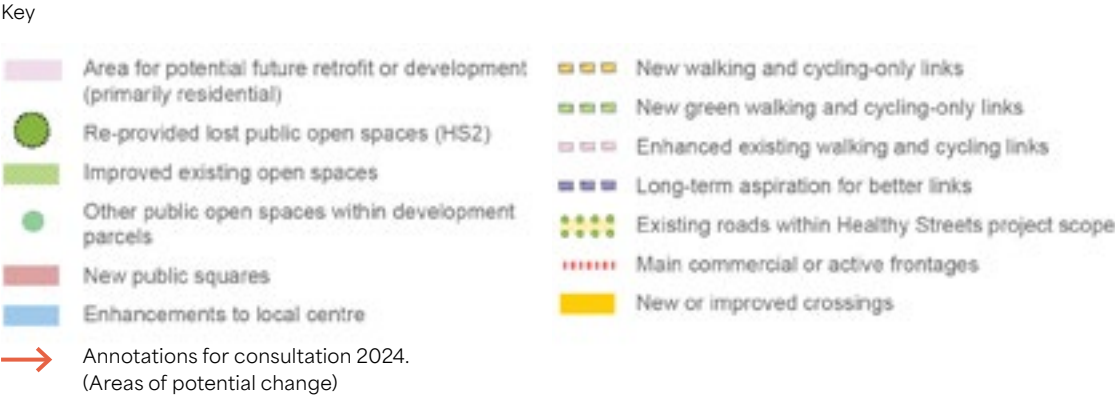 Key
Area for potential future retrofit or development
(primarily residential)
Re-provided lost public open spaces (HS2)
Improved existing open spaces
Other public open spaces within development
parcels
New public squares
Enhancements to local centre
Annotations for consultation 2024.
(Areas of potential change)
New walking and cycling-only links
New green walking and cycling-only links
Enhanced existing walking and cycling links
Long-term aspiration for better links
Existing roads within Healthy Streets project scope
Main commercial or active frontages
New or improved crossings